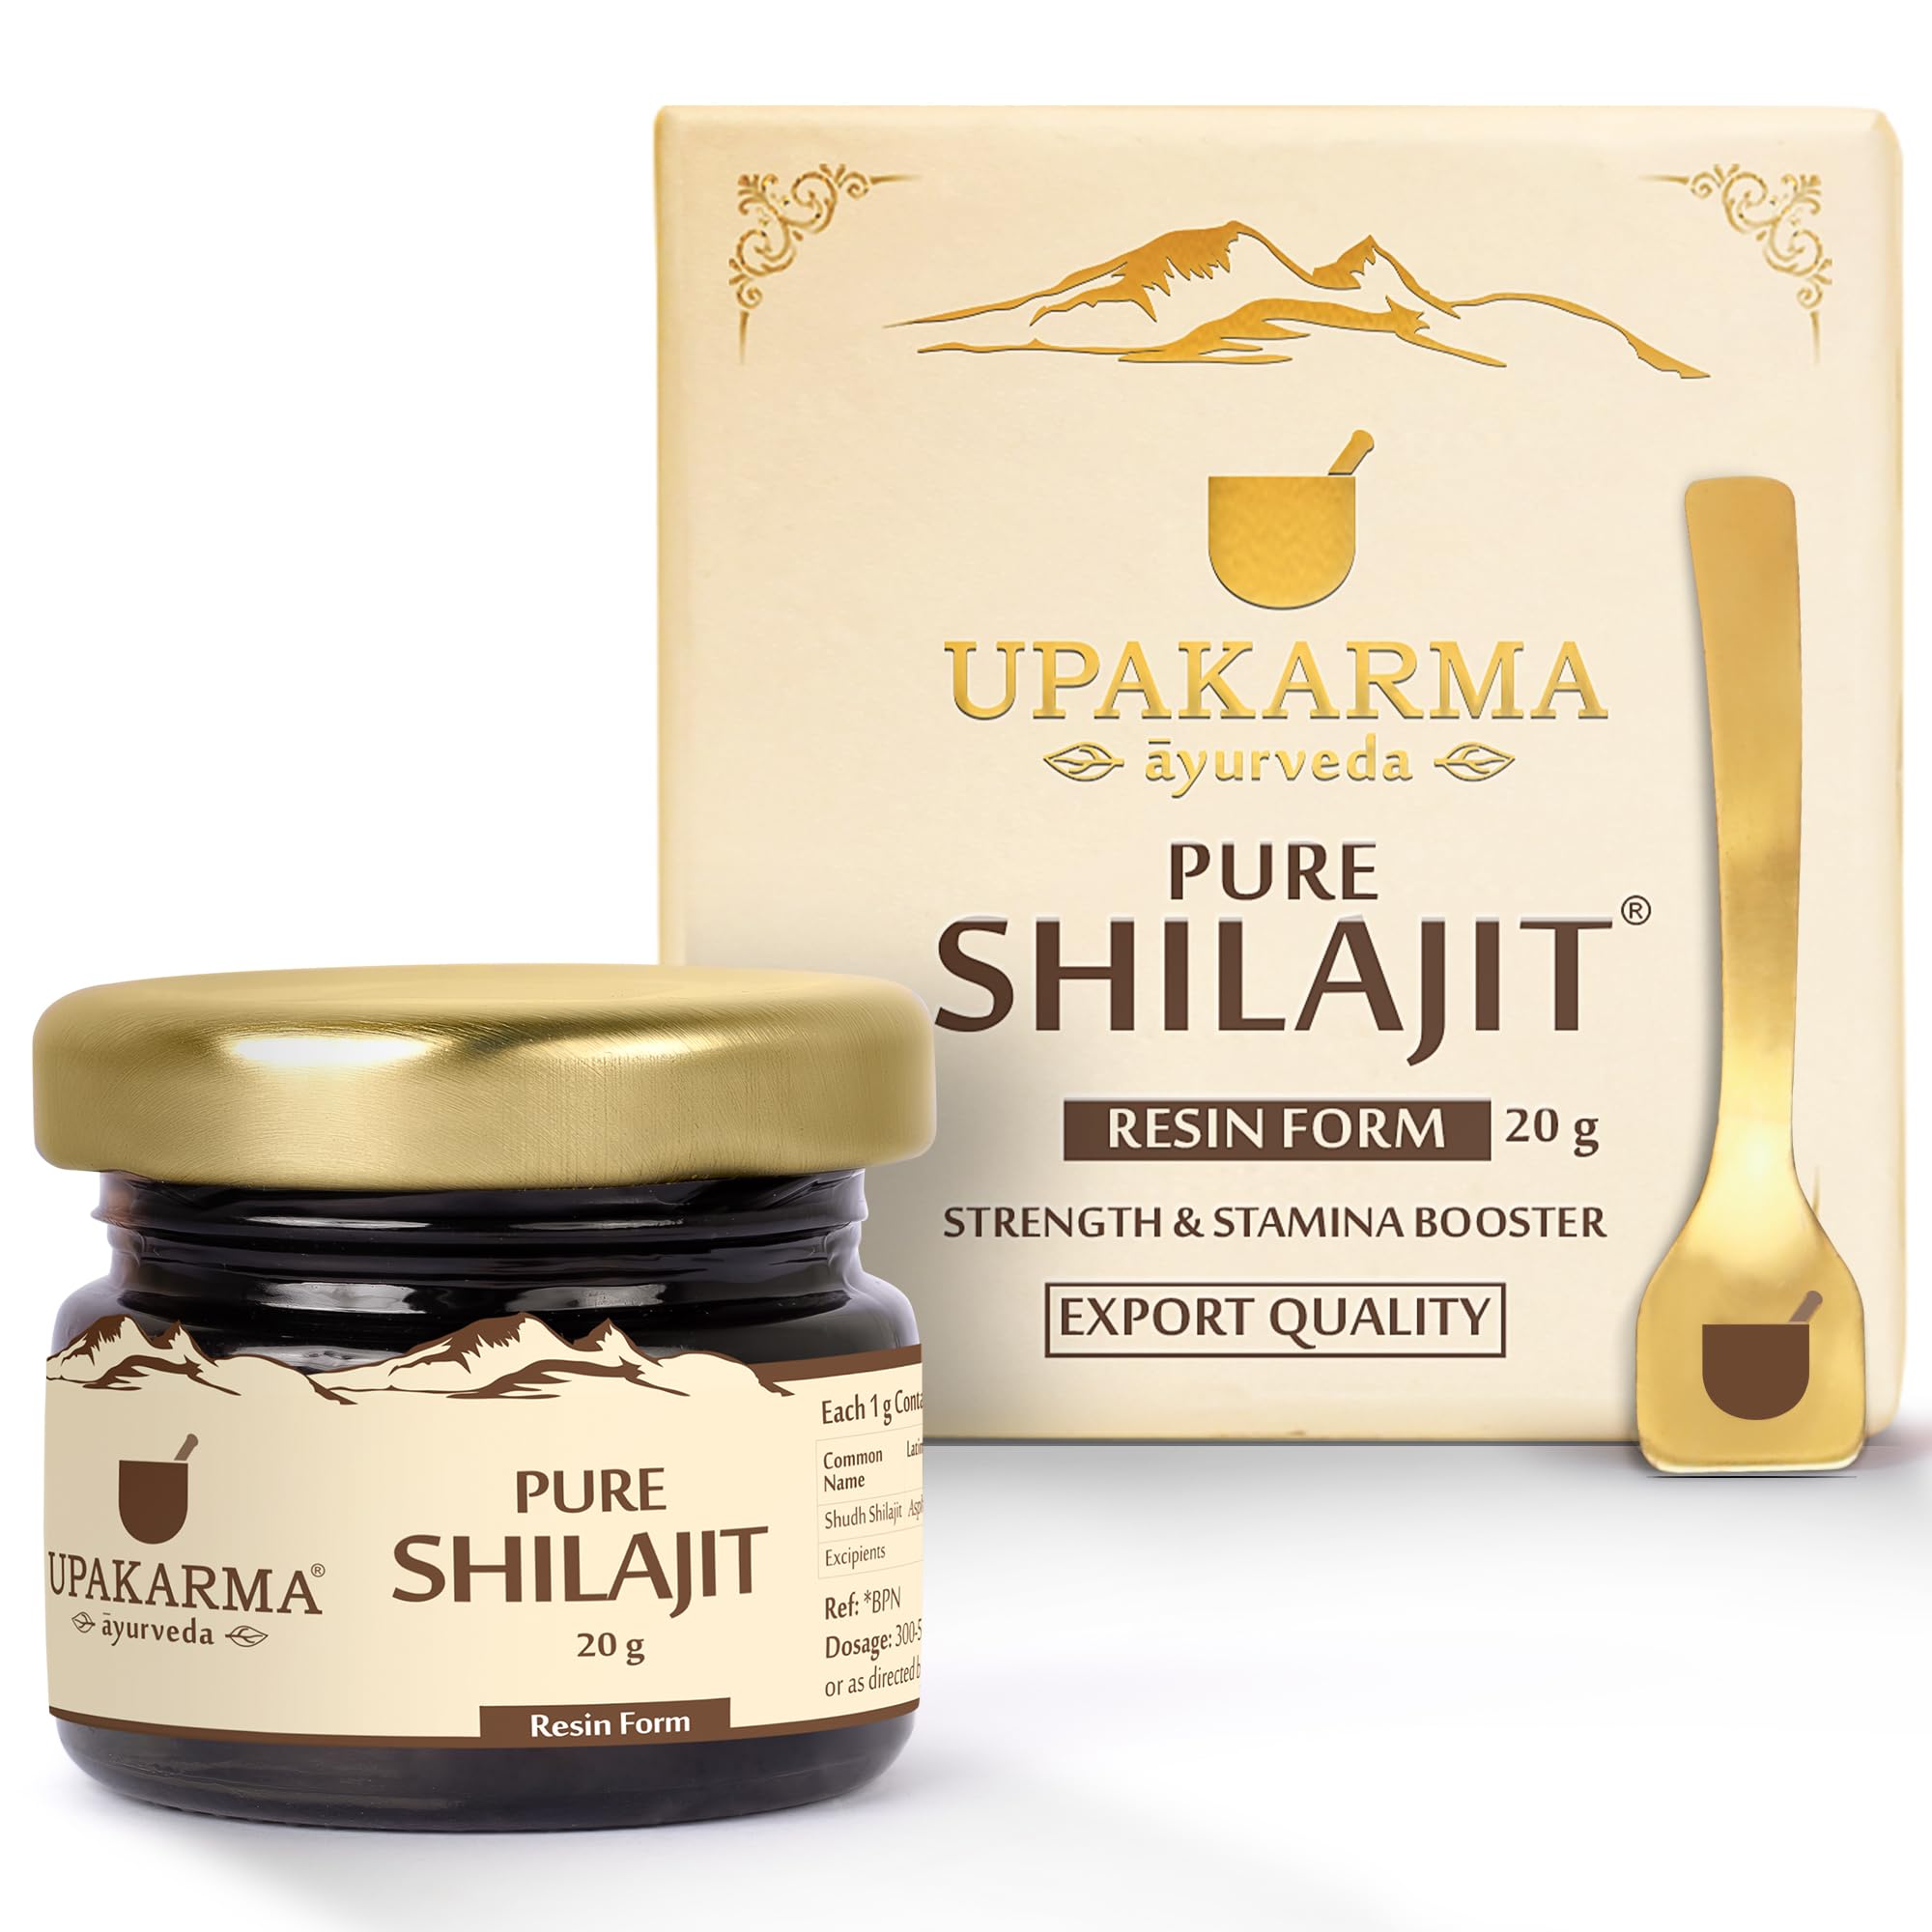 UPAKARMA
āyurveda
PURE
SHILAJIT®
RESIN FORM 20 g
STRENGTH & STAMINA BOOSTER
EXPORT QUALITY
UPAKARMA®
āyurveda
PURE
SHILAJIT
20 g
Resin Form
Each 1 g
Common
Name
Shudh Shilajit
Excipients
Ref: *BPN
Dosage:
or as directed